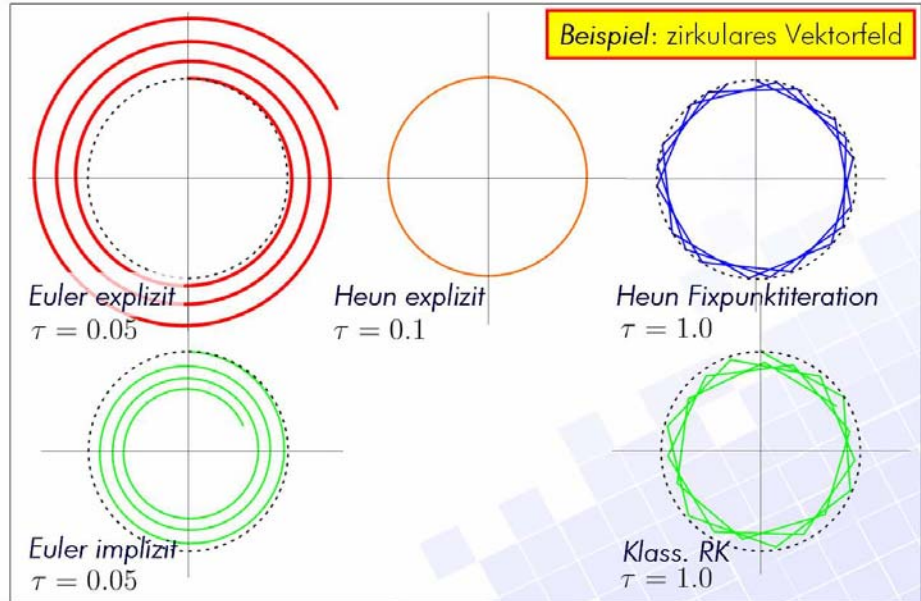 Beispiel: zirkulares Vektorfeld
Euler explizit
τ = 0.05
Heun explizit
τ = 0.1
Heun Fixpunktiteration
τ = 1.0
Euler implizit
τ = 0.05
Klass. RK
τ = 1.0